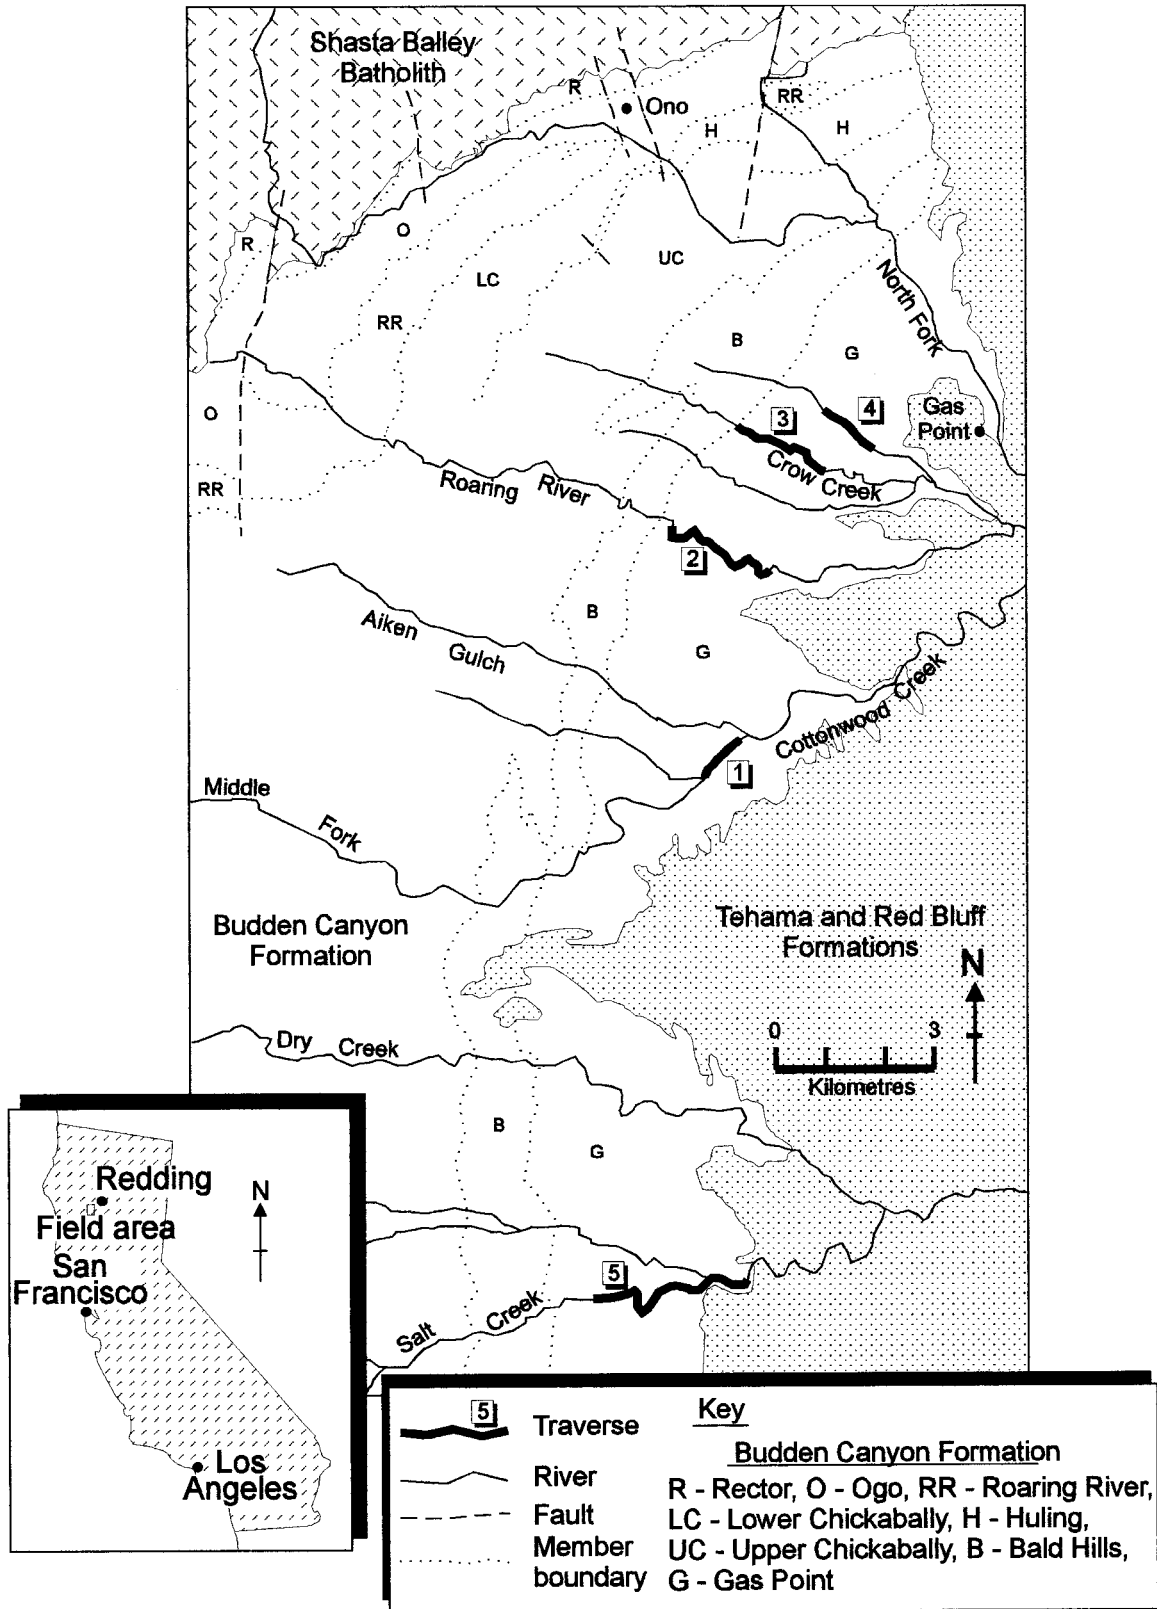 Shasta Balley
Batholith
R
Ono
RR
H
H
R
O
UC
LC
RR
North Fork
B
G
O
4
Gas
Point
3
Crow Creek
RR
Roaring River
2
B
Aiken Gulch
G
Cottonwood Creek
1
Middle Fork
Budden Canyon
Formation
Tehama and Red Bluff
Formations
N
0 3
Kilometres
Dry Creek
B
G
5
Salt Creek
Redding
N
Field area
San
Francisco
Los
Angeles
Key
5
Traverse
River
Fault
Member
boundary
Budden Canyon Formation
R - Rector, O - Ogo, RR - Roaring River,
LC - Lower Chickabally, H - Huling,
UC - Upper Chickabally, B - Bald Hills,
G - Gas Point